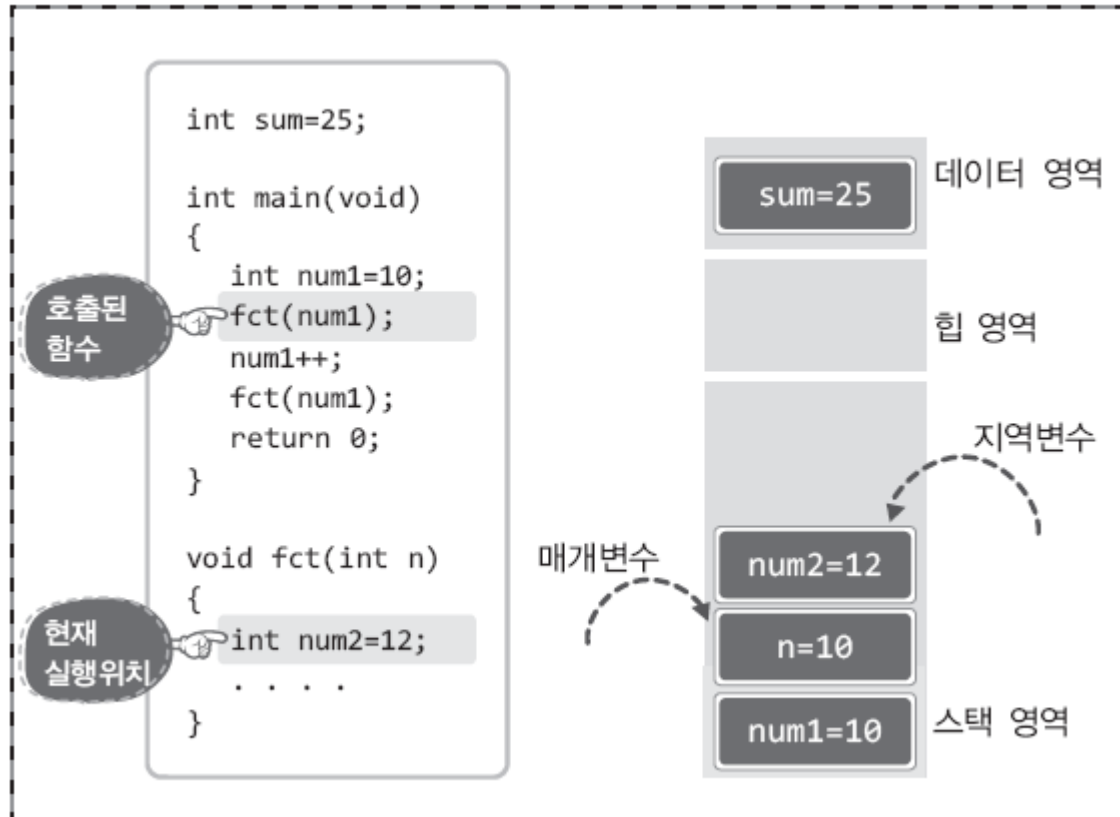 int sum=25;
int main(void)
{
int num1=10;
호출된
함수
fct(num1);
num1++;
fct(num1);
return 0;
}
void fct(int n)
{
현재
실행위치
int num2=12;
. . . .
}
sum=25
데이터 영역
힙 영역
지역변수
매개변수
num2=12
n=10
num1=10
스택 영역